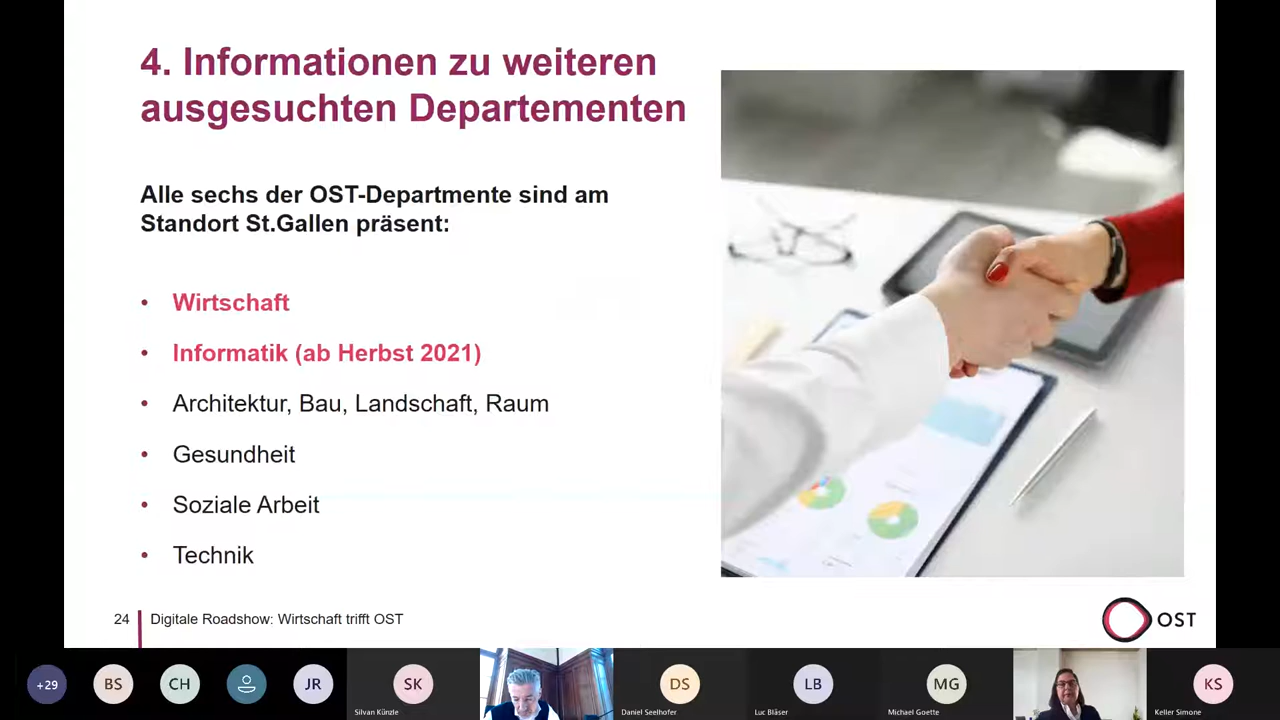 4. Informationen zu weiteren
ausgesuchten Departementen
Alle sechs der OST-Departmente sind am
Standort St.Gallen präsent:
• Wirtschaft
• Informatik (ab Herbst 2021)
• Architektur, Bau, Landschaft, Raum
• Gesundheit
• Soziale Arbeit
• Technik
24 Digitale Roadshow: Wirtschaft trifft OST
OST
+29 BS CH JR SK DS LB MG KS
Silvan Künzle Daniel Seelhofer Luc Bläser Michael Goette Keller Simone